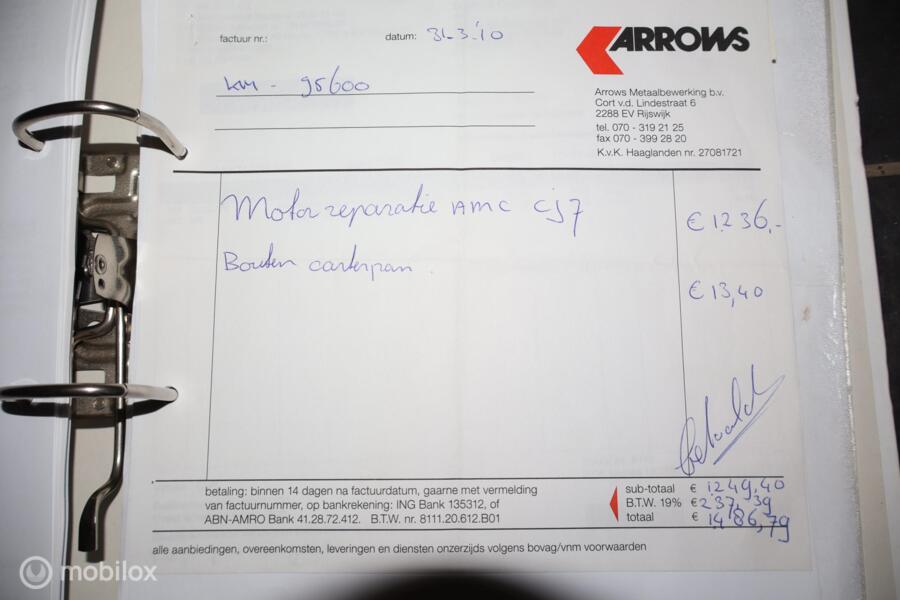 factuur nr.: datum: 31.3.'10
ARROWS
km - 95600
Arrows Metaalbewerking b.v.
Cort v.d. Lindestraat 6
2288 EV Rijswijk
tel. 070 - 319 21 25
fax 070 - 399 28 20
K.v.K. Haaglanden nr. 27081721
Motor reparatie AMC CJ7 € 1236,-
Bouten carterpan. € 13,40
Betaald
betaling: binnen 14 dagen na factuurdatum, gaarne met vermelding
van factuurnummer, op bankrekening: ING Bank 135312, of
ABN-AMRO Bank 41.28.72.412. B.T.W. nr. 8111.20.612.B01
sub-totaal € 1249,40
B.T.W. 19% € 237,39
totaal € 1486,79
alle aanbiedingen, overeenkomsten, leveringen en diensten onzerzijds volgens bovag/vnm voorwaarden
mobilox